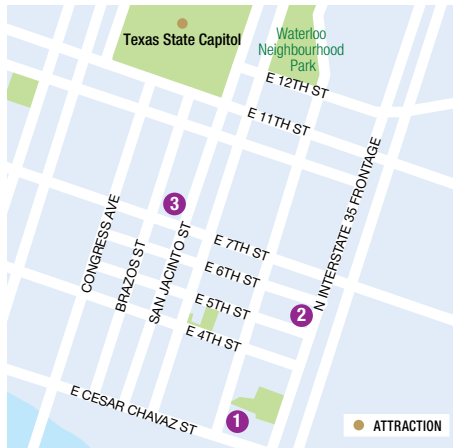 Texas State Capitol
Waterloo
Neighbourhood
Park
E 12TH ST
E 11TH ST
N INTERSTATE 35 FRONTAGE
3
CONGRESS AVE
BRAZOS ST
SAN JACINTO ST
E 7TH ST
E 6TH ST
E 5TH ST
E 4TH ST
2
1
E CESAR CHAVAZ ST
ATTRACTION